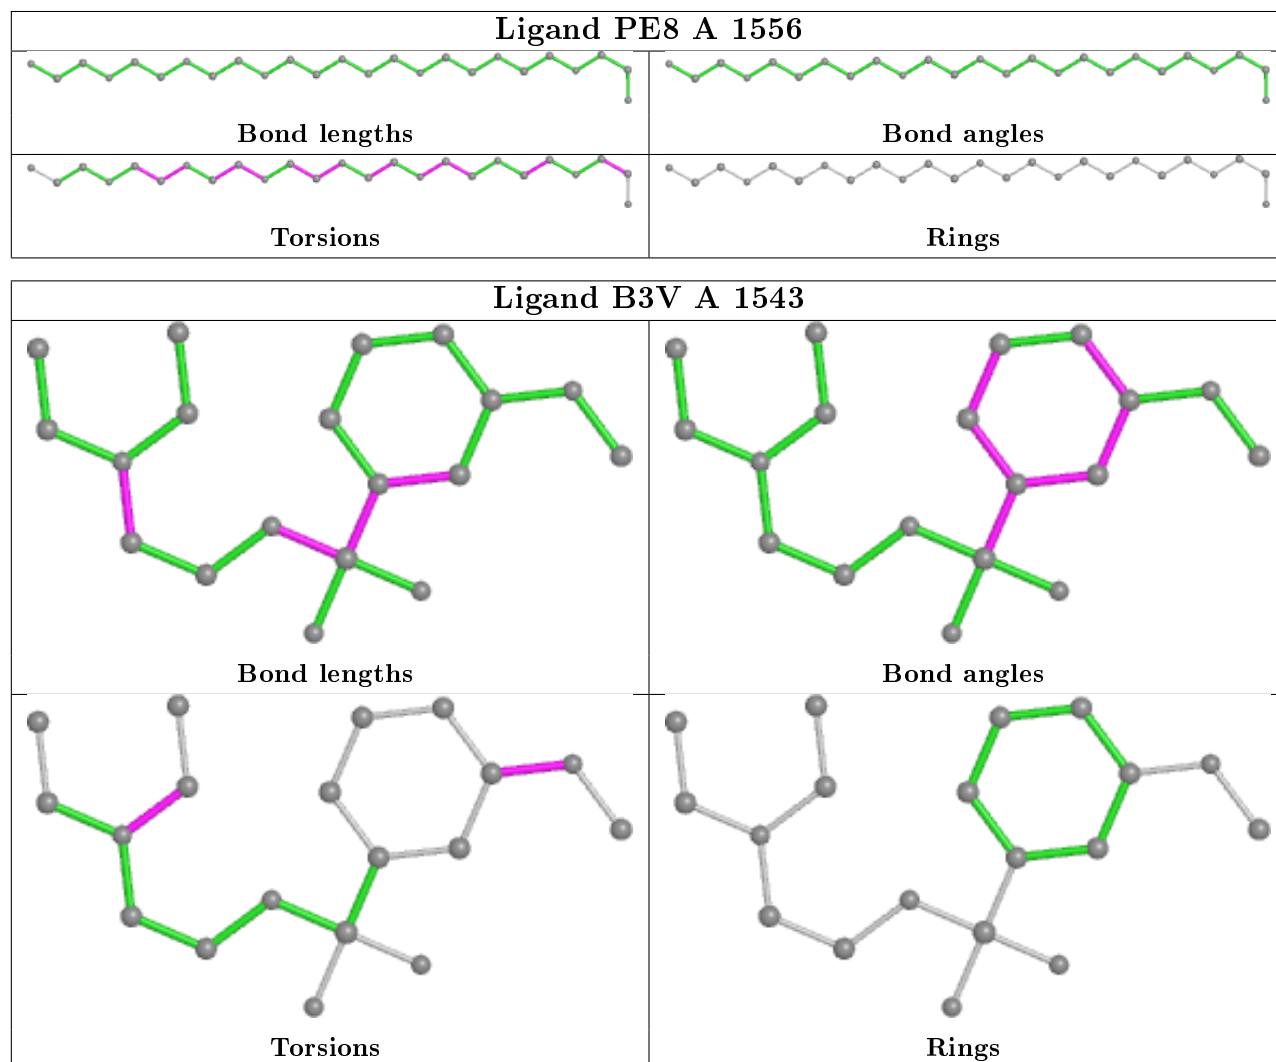 Ligand PE8 A 1556
Bond lengths
Bond angles
Torsions
Rings
Ligand B3V A 1543
Bond lengths
Bond angles
Torsions
Rings